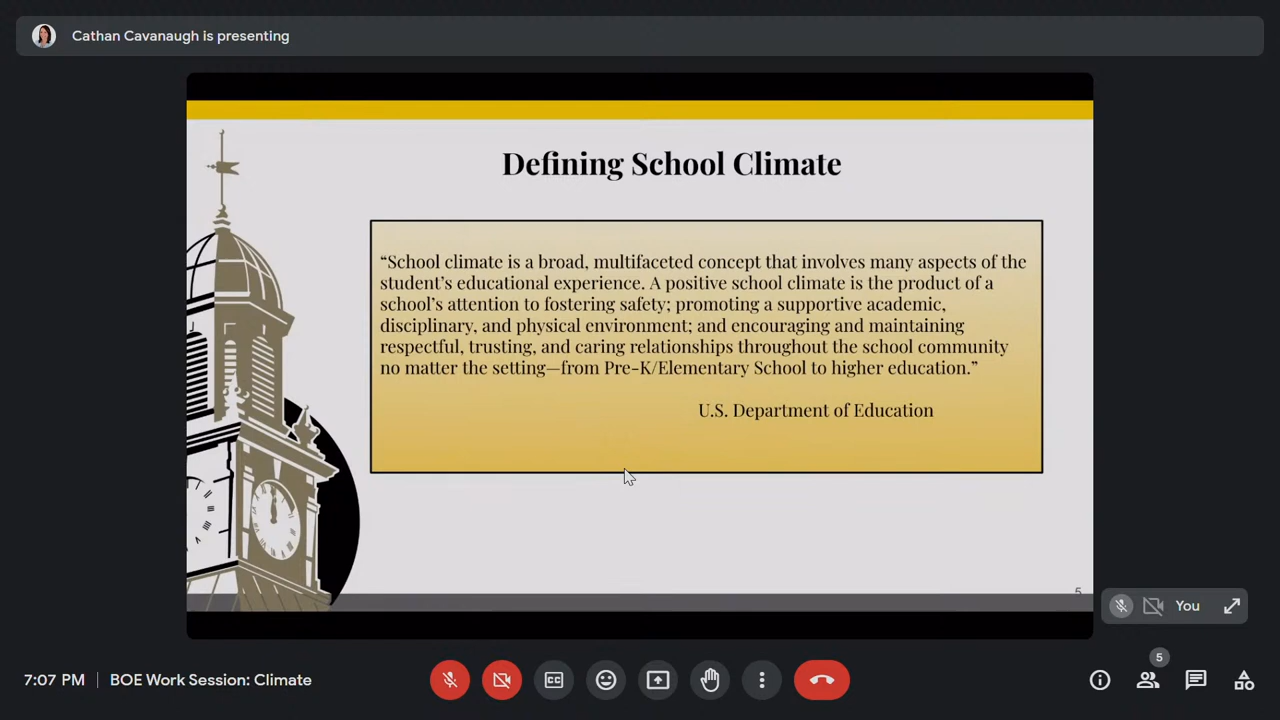 Cathan Cavanaugh is presenting
Defining School Climate
“School climate is a broad, multifaceted concept that involves many aspects of the
student’s educational experience. A positive school climate is the product of a
school’s attention to fostering safety; promoting a supportive academic,
disciplinary, and physical environment; and encouraging and maintaining
respectful, trusting, and caring relationships throughout the school community
no matter the setting—from Pre-K/Elementary School to higher education.”
U.S. Department of Education
5
You
5
7:07 PM | BOE Work Session: Climate